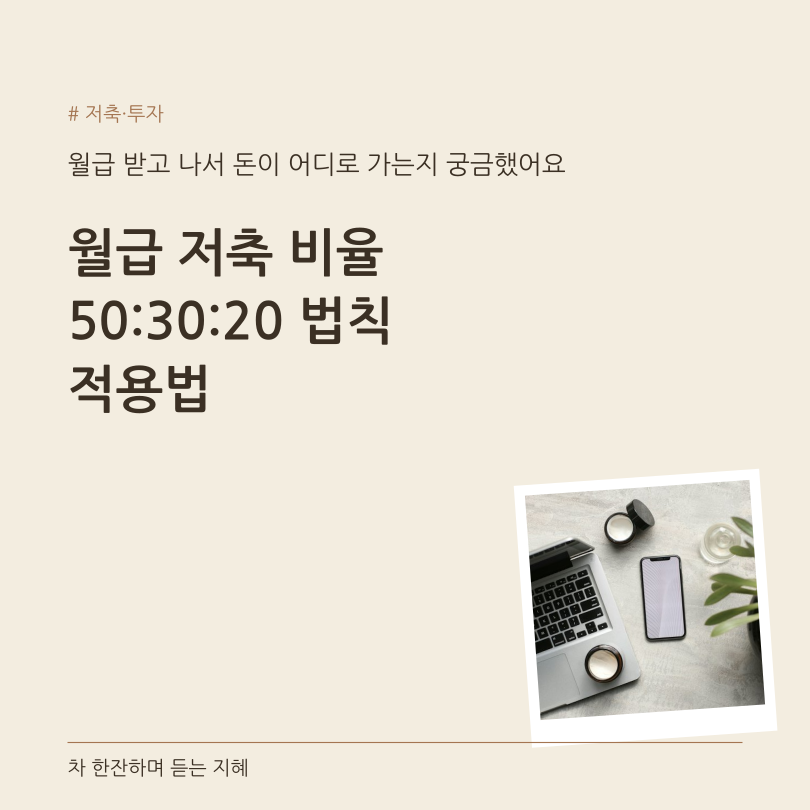 # 저축·투자
월급 받고 나서 돈이 어디로 가는지 궁금했어요
월급 저축 비율
50:30:20 법칙
적용법
차 한잔하며 듣는 지혜